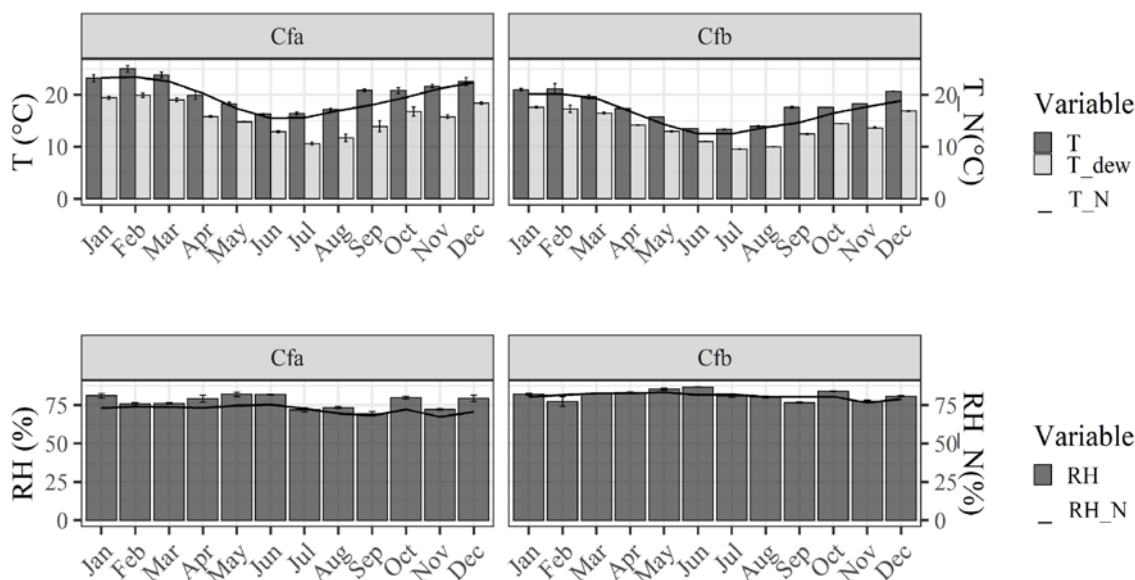 Cfa
Cfb
T (°C)
20
10
0
20
10
0
T_N(°C)
Jan Feb Mar Apr May Jun Jul Aug Sep Oct Nov Dec
Jan Feb Mar Apr May Jun Jul Aug Sep Oct Nov Dec
Variable
T
T_dew
T_N
Cfa
Cfb
RH (%)
75
50
25
0
75
50
25
0
RH_N(%)
Jan Feb Mar Apr May Jun Jul Aug Sep Oct Nov Dec
Jan Feb Mar Apr May Jun Jul Aug Sep Oct Nov Dec
Variable
RH
RH_N